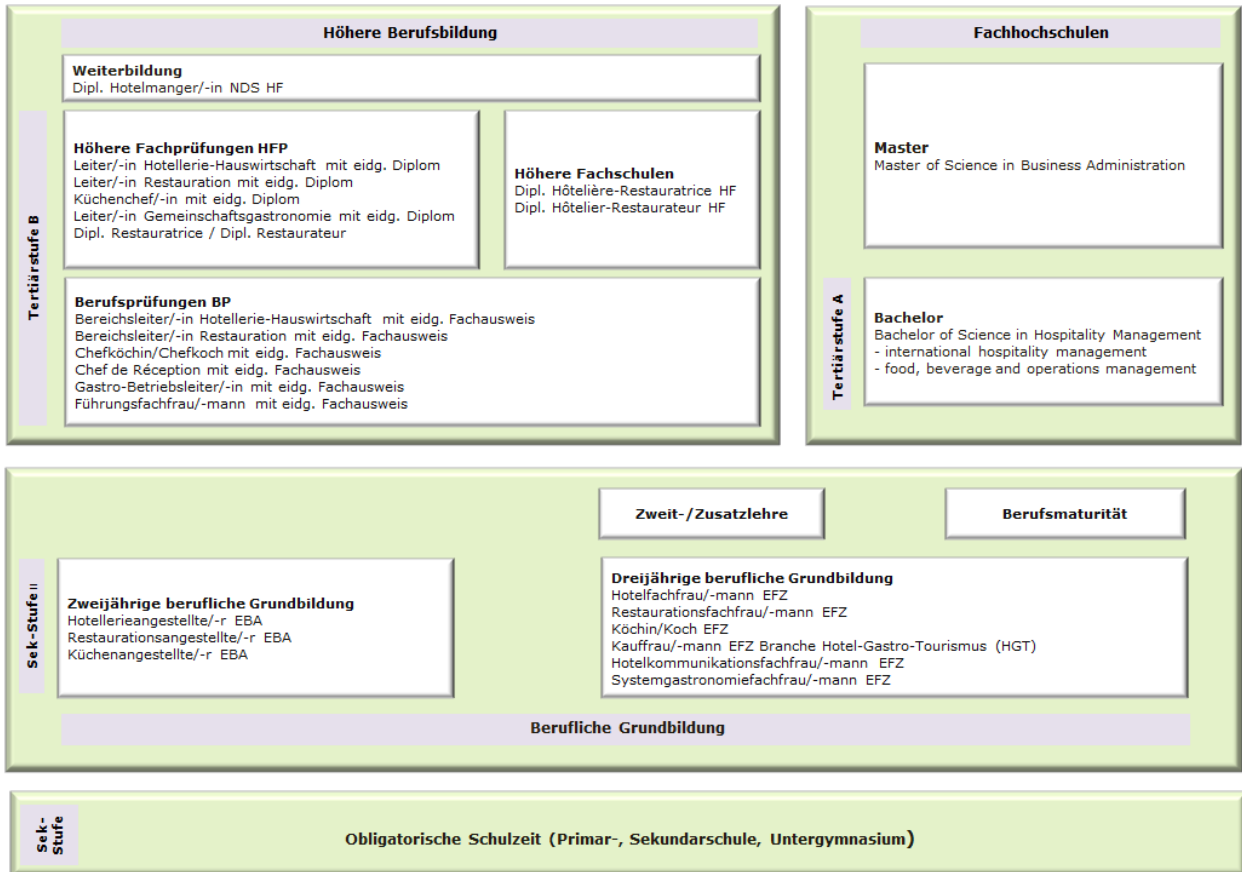 Höhere Berufsbildung
Weiterbildung
Dipl. Hotelmanger/-in NDS HF
Tertiärstufe B
Höhere Fachprüfungen HFP
Leiter/-in Hotellerie-Hauswirtschaft mit eidg. Diplom
Leiter/-in Restauration mit eidg. Diplom
Küchenchef/-in mit eidg. Diplom
Leiter/-in Gemeinschaftsgastronomie mit eidg. Diplom
Dipl. Restauratrice / Dipl. Restaurateur
Höhere Fachschulen
Dipl. Hôtelière-Restauratrice HF
Dipl. Hôtelier-Restaurateur HF
Berufsprüfungen BP
Bereichsleiter/-in Hotellerie-Hauswirtschaft mit eidg. Fachausweis
Bereichsleiter/-in Restauration mit eidg. Fachausweis
Chefköchin/Chefkoch mit eidg. Fachausweis
Chef de Réception mit eidg. Fachausweis
Gastro-Betriebsleiter/-in mit eidg. Fachausweis
Führungsfachfrau/-mann mit eidg. Fachausweis
Fachhochschulen
Master
Master of Science in Business Administration
Tertiärstufe A
Bachelor
Bachelor of Science in Hospitality Management
- international hospitality management
- food, beverage and operations management
Zweit-/Zusatzlehre
Berufsmaturität
Sek-Stufe II
Zweijährige berufliche Grundbildung
Hotellerieangestellte/-r EBA
Restaurationsangestellte/-r EBA
Küchenangestellte/-r EBA
Dreijährige berufliche Grundbildung
Hotelfachfrau/-mann EFZ
Restaurationsfachfrau/-mann EFZ
Köchin/Koch EFZ
Kauffrau/-mann EFZ Branche Hotel-Gastro-Tourismus (HGT)
Hotelkommunikationsfachfrau/-mann EFZ
Systemgastronomiefachfrau/-mann EFZ
Berufliche Grundbildung
Sek-
Stufe
Obligatorische Schulzeit (Primar-, Sekundarschule, Untergymnasium)